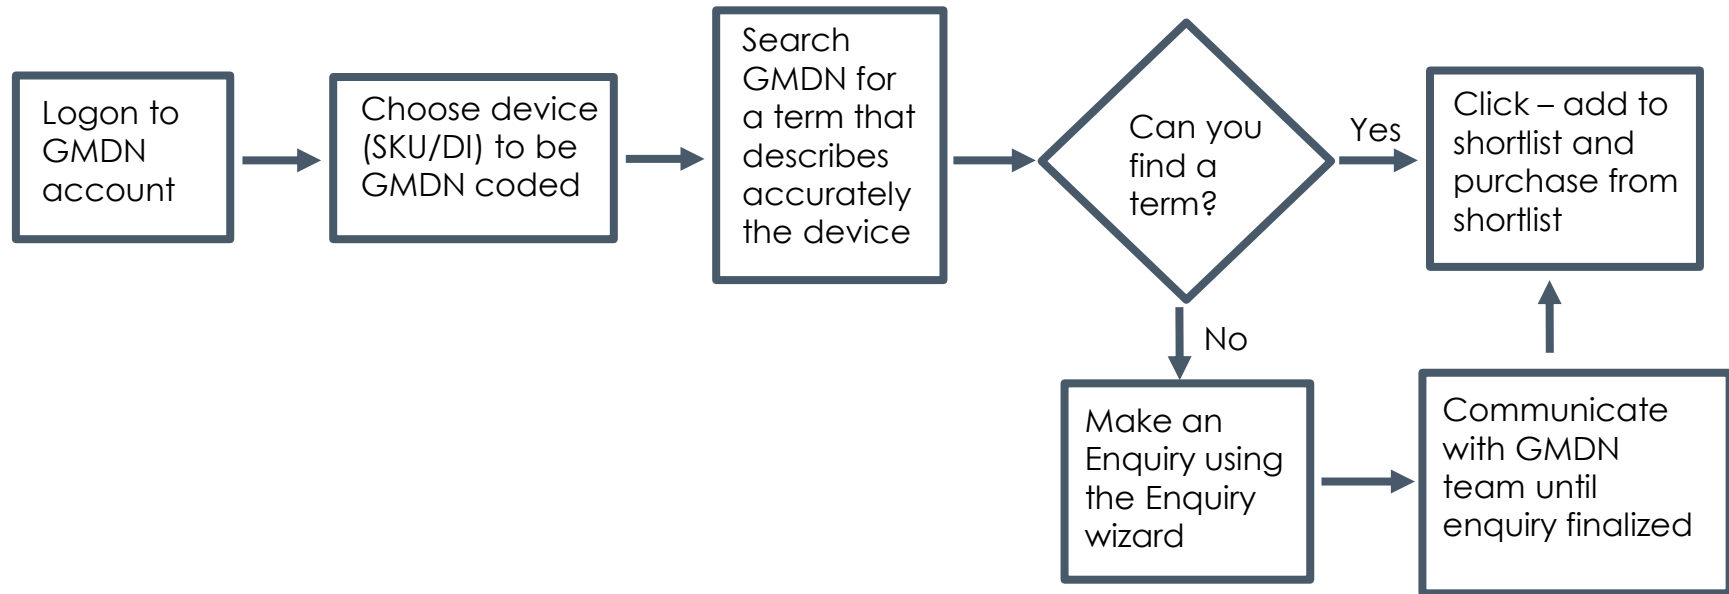 Logon to
GMDN
account
Choose device
(SKU/DI) to be
GMDN coded
Search
GMDN for
a term that
describes
accurately
the device
Can you
find a
term?
Yes
Click – add to
shortlist and
purchase from
shortlist
No
Make an
Enquiry using
the Enquiry
wizard
Communicate
with GMDN
team until
enquiry finalized